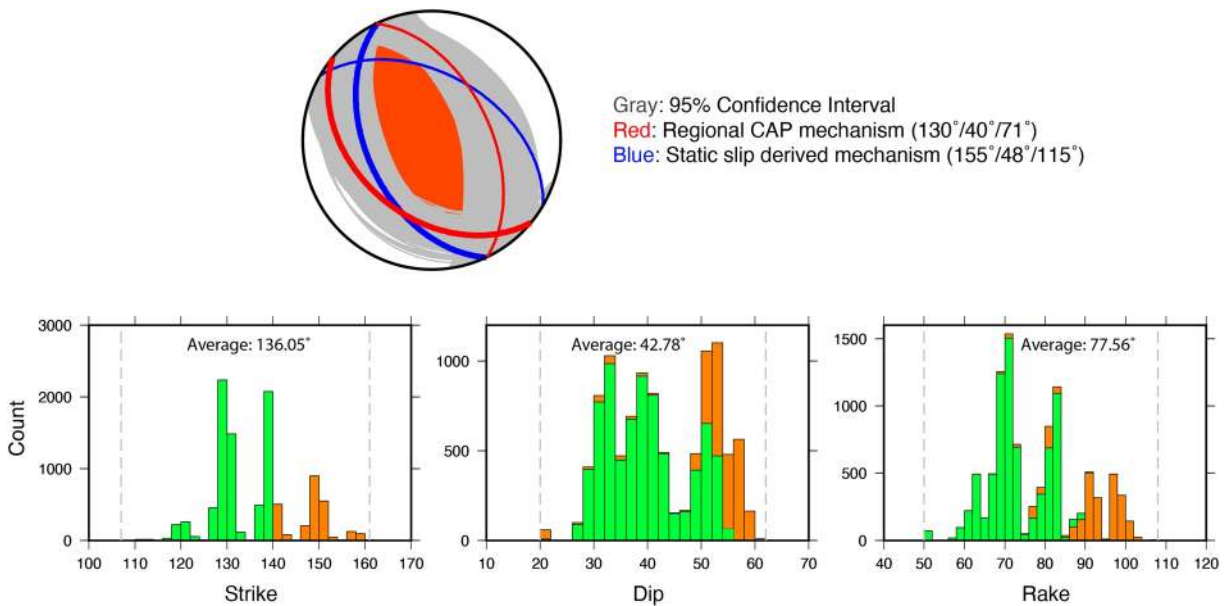 Gray: 95% Confidence Interval
Red: Regional CAP mechanism (130˚/40˚/71˚)
Blue: Static slip derived mechanism (155˚/48˚/115˚)
3000
2000
1000
0
Count
Average: 136.05˚
100 110 120 130 140 150 160 170
Strike
1000
500
0
Average: 42.78˚
10 20 30 40 50 60 70
Dip
1500
1000
500
0
Average: 77.56˚
40 50 60 70 80 90 100 110 120
Rake